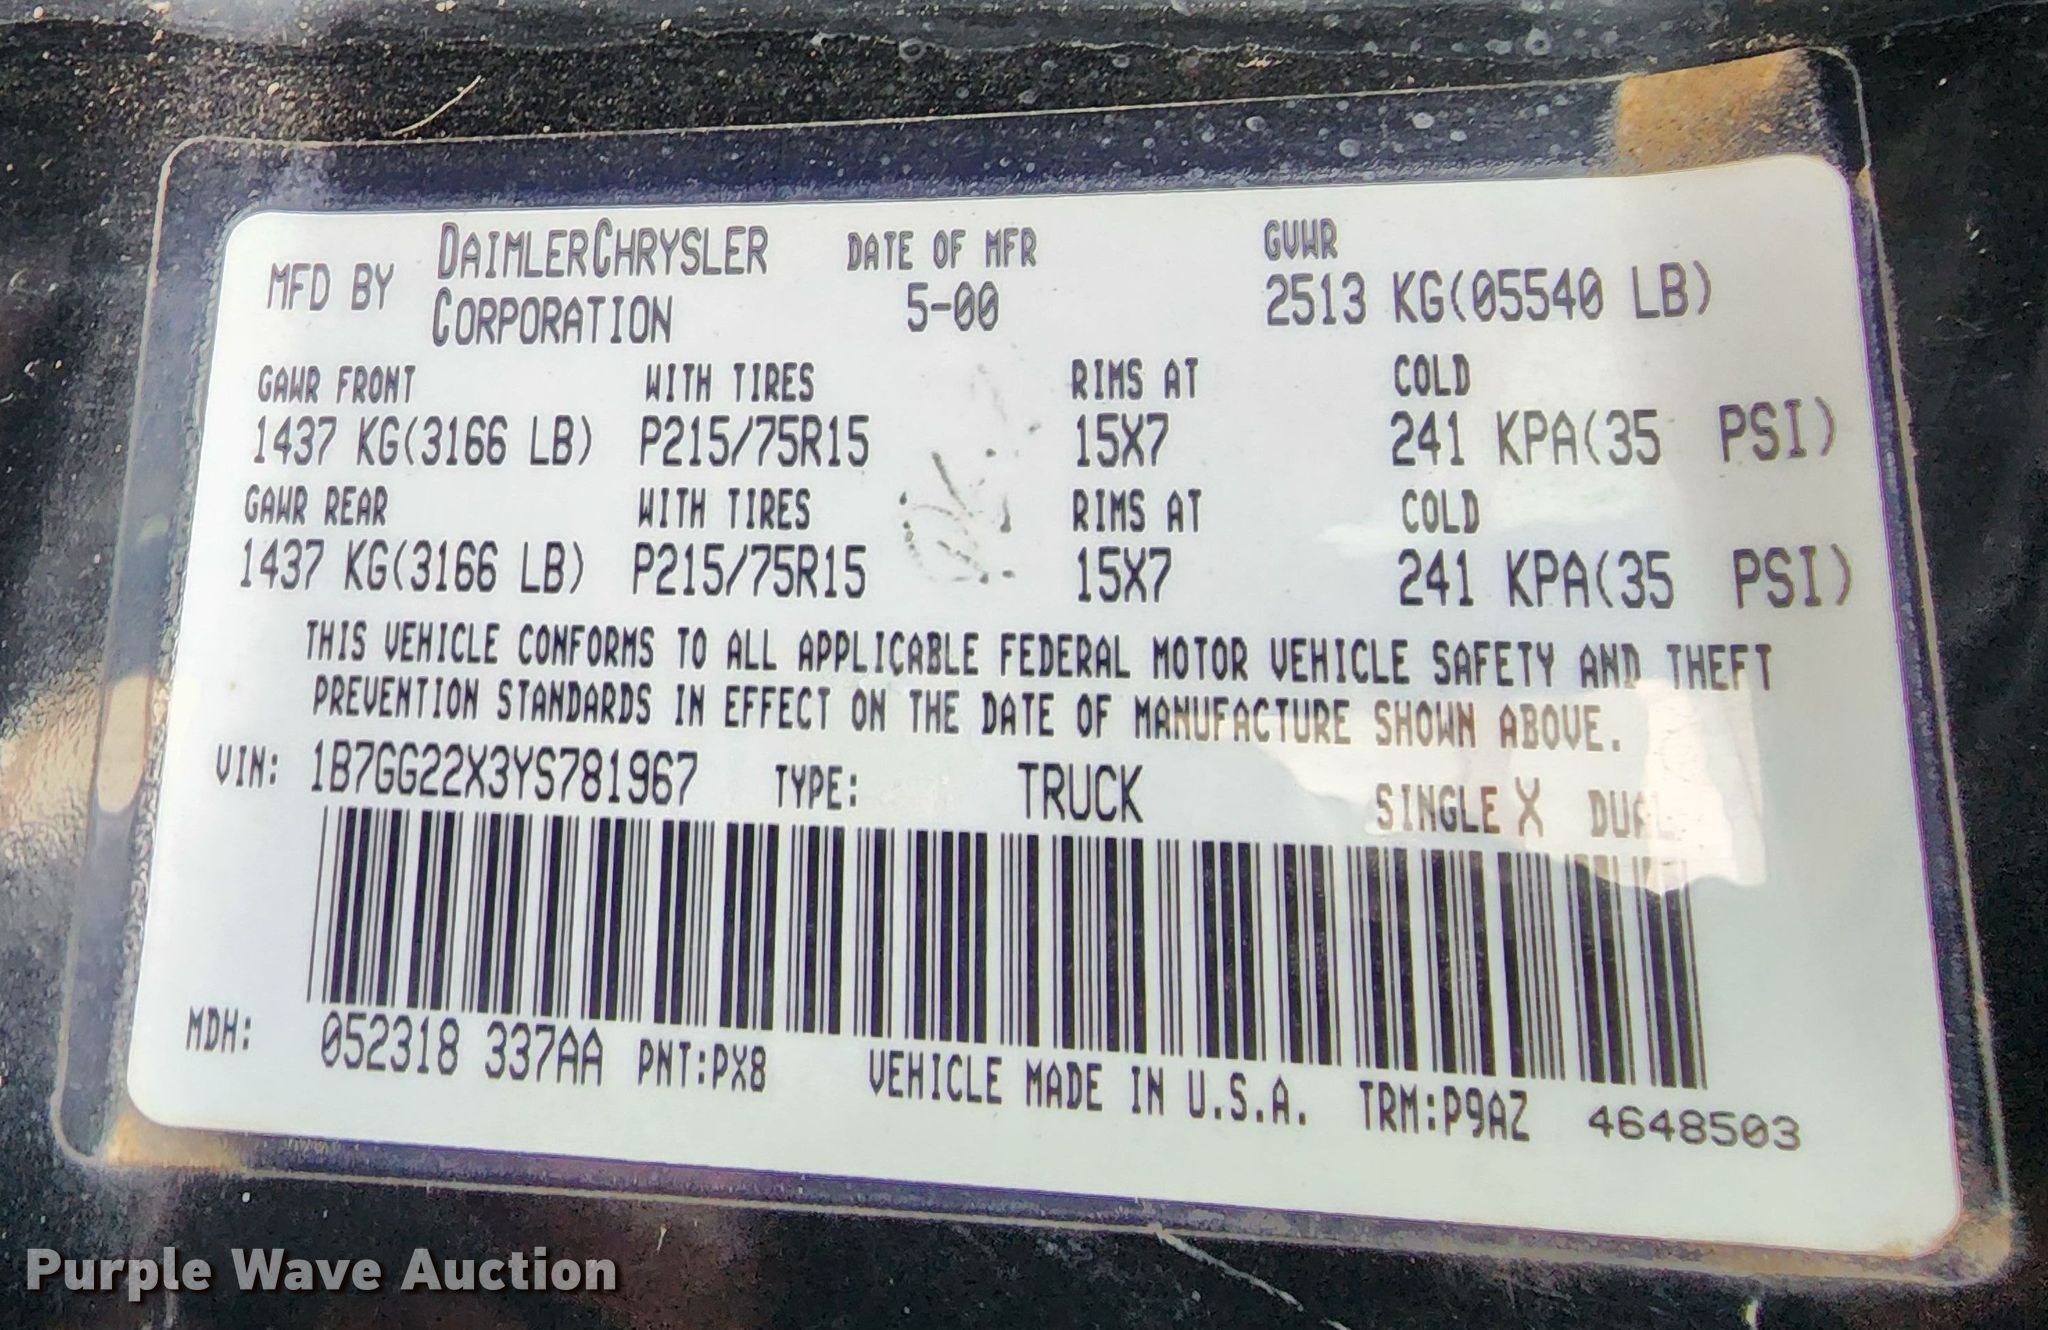 MFD BY DAIMLERCHRYSLER CORPORATION DATE OF MFR 5-00 GVWR 2513 KG(05540 LB)
GAWR FRONT WITH TIRES RIMS AT COLD
1437 KG(3166 LB) P215/75R15 15X7 241 KPA(35 PSI)
GAWR REAR WITH TIRES RIMS AT COLD
1437 KG(3166 LB) P215/75R15 15X7 241 KPA(35 PSI)
THIS VEHICLE CONFORMS TO ALL APPLICABLE FEDERAL MOTOR VEHICLE SAFETY AND THEFT
PREVENTION STANDARDS IN EFFECT ON THE DATE OF MANUFACTURE SHOWN ABOVE.
VIN: 1B7GG22X3YS781967 TYPE: TRUCK SINGLE X DUAL
MDH: 052318 337AA PNT:PX8 VEHICLE MADE IN U.S.A. TRM:P9AZ 4648503
Purple Wave Auction